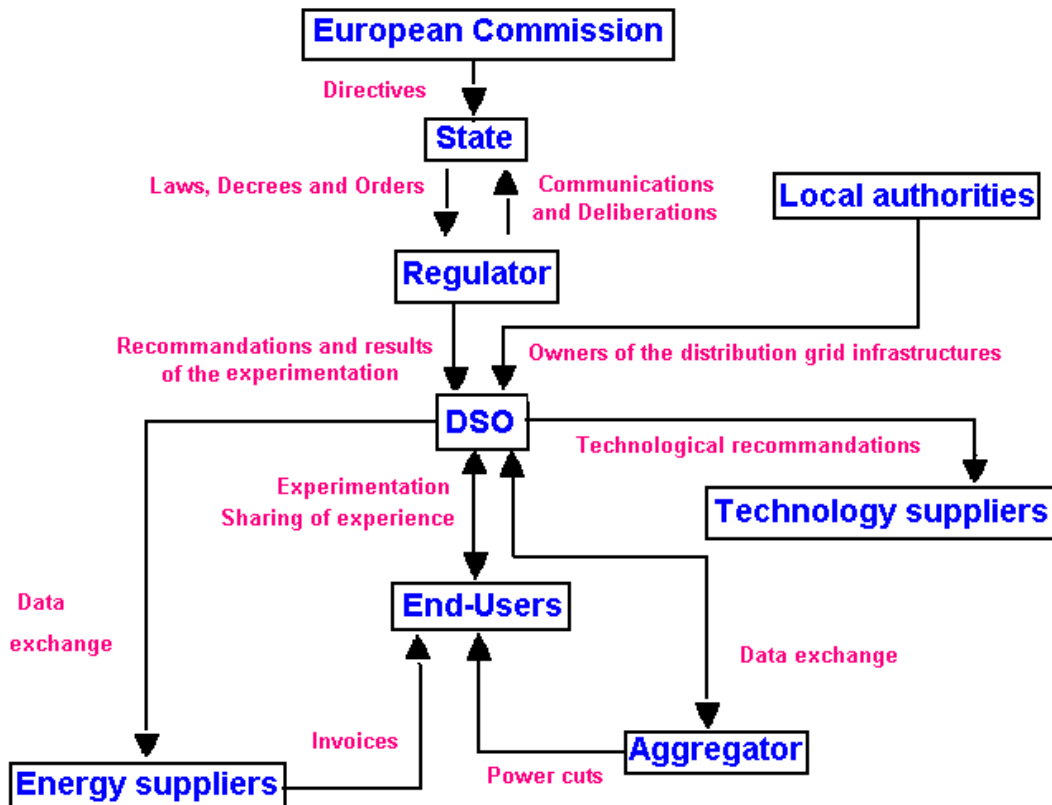 European Commission
Directives
State
Laws, Decrees and Orders
Communications
and Deliberations
Local authorities
Regulator
Recommandations and results
of the experimentation
Owners of the distribution grid infrastructures
DSO
Technological recommandations
Experimentation
Sharing of experience
Technology suppliers
End-Users
Data
exchange
Data exchange
Invoices
Aggregator
Power cuts
Energy suppliers